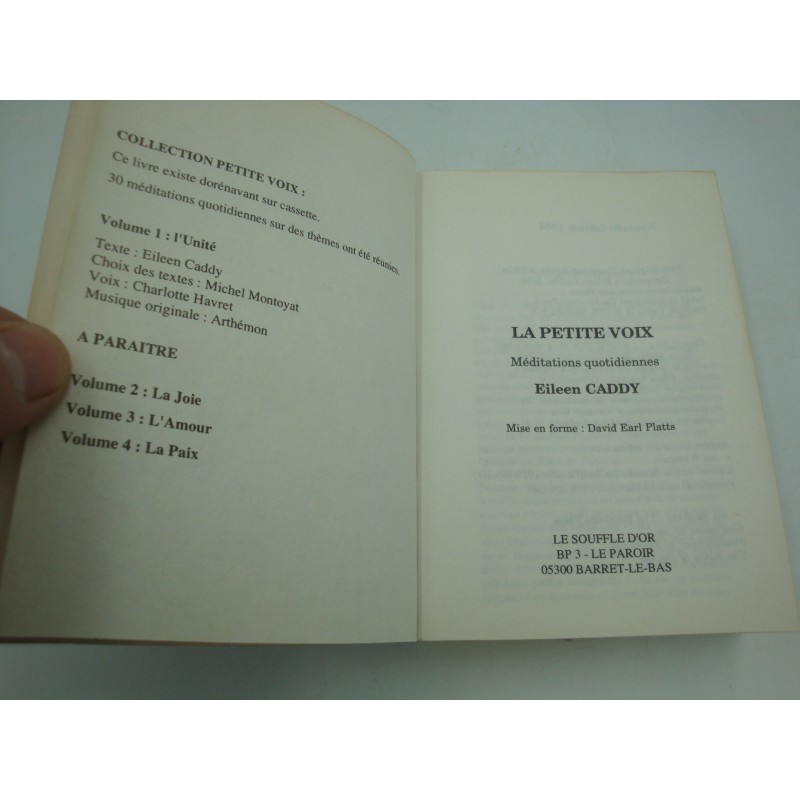 COLLECTION PETITE VOIX :
Ce livre existe dorénavant sur cassette.
30 méditations quotidiennes sur des thèmes ont été réunies.
Volume 1 : l'Unité
Texte : Eileen Caddy
Choix des textes : Michel Montoyat
Voix : Charlotte Havret
Musique originale : Arthémon
A PARAITRE
Volume 2 : La Joie
Volume 3 : L'Amour
Volume 4 : La Paix
LA PETITE VOIX
Méditations quotidiennes
Eileen CADDY
Mise en forme : David Earl Platts
LE SOUFFLE D'OR
BP 3 - LE PAROIR
05300 BARRET-LE-BAS